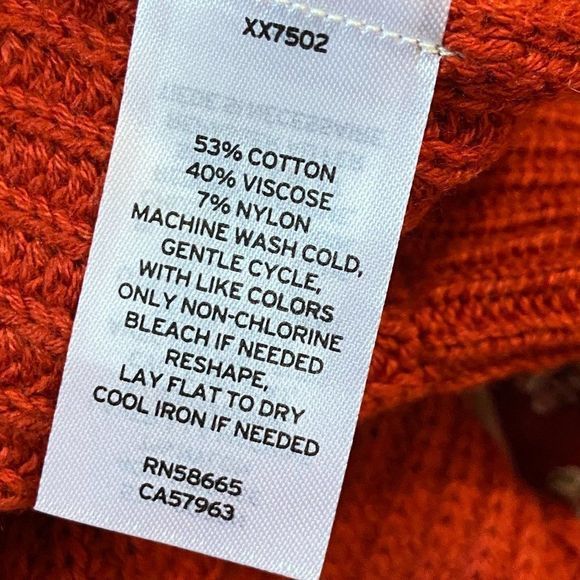 XX7502
53% COTTON
40% VISCOSE
7% NYLON
MACHINE WASH COLD,
GENTLE CYCLE,
WITH LIKE COLORS
ONLY NON-CHLORINE
BLEACH IF NEEDED
RESHAPE,
LAY FLAT TO DRY
COOL IRON IF NEEDED
RN58665
CA57963